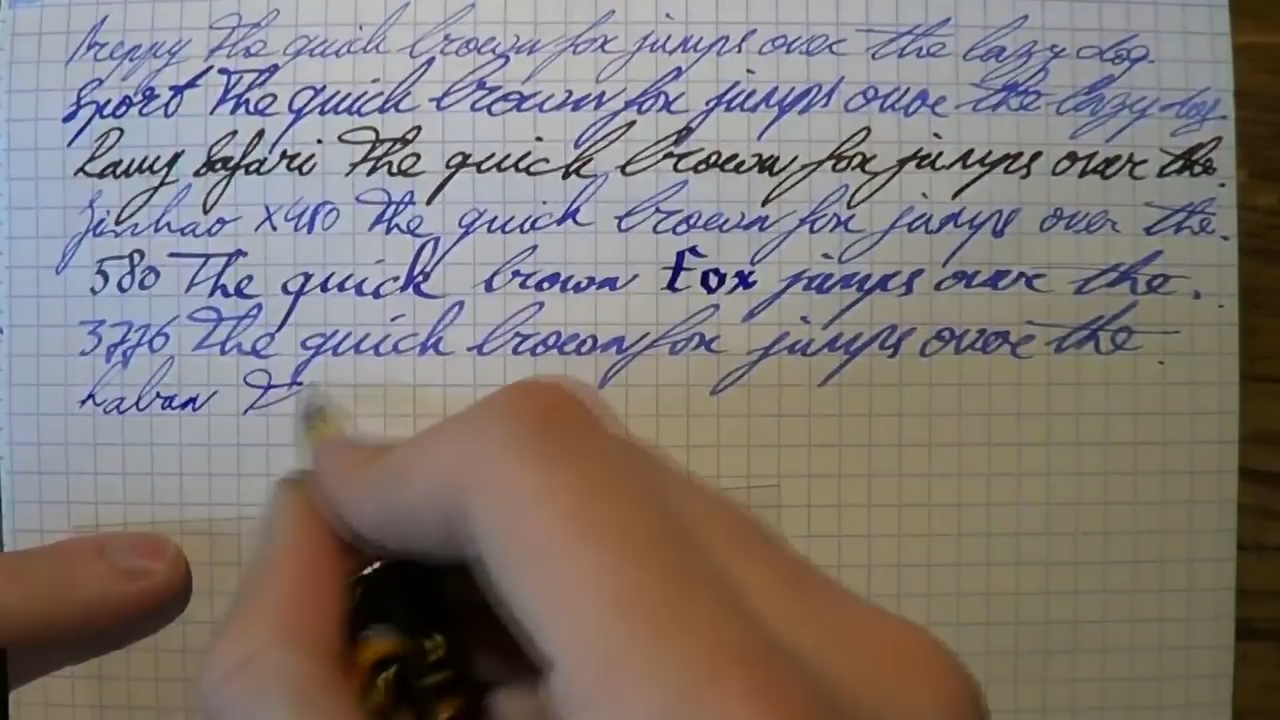 Preppy The quick brown fox jumps over the lazy dog.
Sport The quick brown fox jumps over the lazy dog.
Lamy Safari The quick brown fox jumps over the.
Jinhao X450 The quick brown fox jumps over the.
580 The quick brown Fox jumps over the.
3776 The quick brown fox jumps over the.
kaban